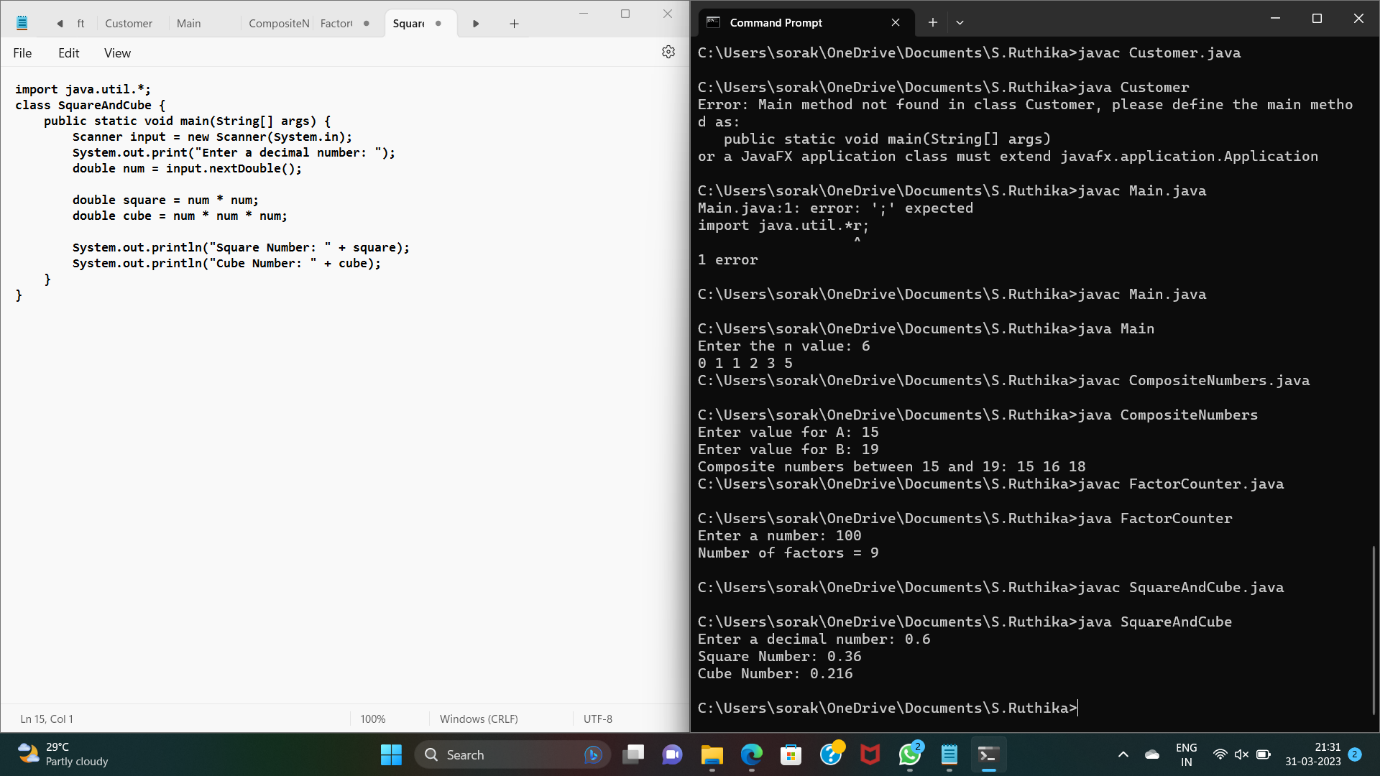 ft Customer Main CompositeN Factor Square
File Edit View
import java.util.*;
class SquareAndCube {
    public static void main(String[] args) {
        Scanner input = new Scanner(System.in);
        System.out.print("Enter a decimal number: ");
        double num = input.nextDouble();
        double square = num * num;
        double cube = num * num * num;
        System.out.println("Square Number: " + square);
        System.out.println("Cube Number: " + cube);
    }
}
Ln 15, Col 1 100% Windows (CRLF) UTF-8
Command Prompt
C:\Users\sorak\OneDrive\Documents\S.Ruthika>javac Customer.java
C:\Users\sorak\OneDrive\Documents\S.Ruthika>java Customer
Error: Main method not found in class Customer, please define the main metho
d as:
   public static void main(String[] args)
or a JavaFX application class must extend javafx.application.Application
C:\Users\sorak\OneDrive\Documents\S.Ruthika>javac Main.java
Main.java:1: error: ';' expected
import java.util.*r;
                  ^
1 error
C:\Users\sorak\OneDrive\Documents\S.Ruthika>javac Main.java
C:\Users\sorak\OneDrive\Documents\S.Ruthika>java Main
Enter the n value: 6
0 1 1 2 3 5
C:\Users\sorak\OneDrive\Documents\S.Ruthika>javac CompositeNumbers.java
C:\Users\sorak\OneDrive\Documents\S.Ruthika>java CompositeNumbers
Enter value for A: 15
Enter value for B: 19
Composite numbers between 15 and 19: 15 16 18
C:\Users\sorak\OneDrive\Documents\S.Ruthika>javac FactorCounter.java
C:\Users\sorak\OneDrive\Documents\S.Ruthika>java FactorCounter
Enter a number: 100
Number of factors = 9
C:\Users\sorak\OneDrive\Documents\S.Ruthika>javac SquareAndCube.java
C:\Users\sorak\OneDrive\Documents\S.Ruthika>java SquareAndCube
Enter a decimal number: 0.6
Square Number: 0.36
Cube Number: 0.216
C:\Users\sorak\OneDrive\Documents\S.Ruthika>
29°C
Partly cloudy
Search
2
ENG
IN
21:31
31-03-2023
2